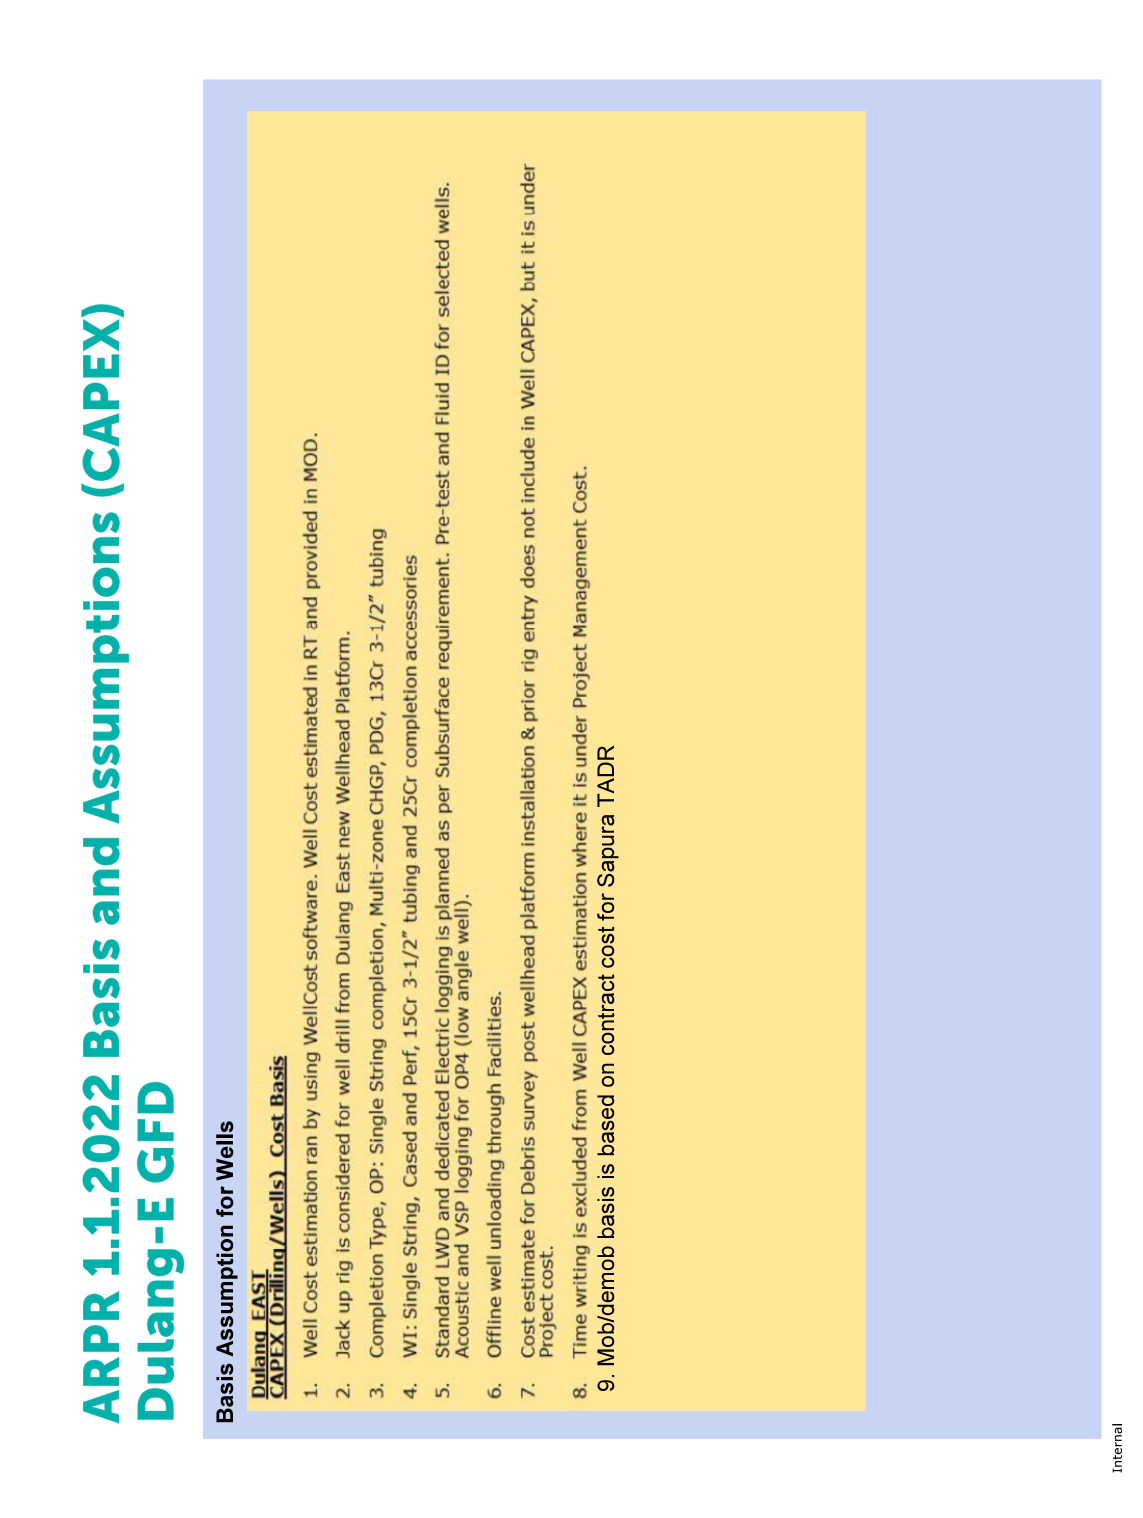 ARPR 1.1.2022 Basis and Assumptions (CAPEX)
Dulang-E GFD
Basis Assumption for Wells
Dulang EAST
CAPEX (Drilling/Wells) Cost Basis
1. Well Cost estimation ran by using WellCost software. Well Cost estimated in RT and provided in MOD.
2. Jack up rig is considered for well drill from Dulang East new Wellhead Platform.
3. Completion Type, OP: Single String completion, Multi-zone CHGP, PDG, 13Cr 3-1/2” tubing
4. WI: Single String, Cased and Perf, 15Cr 3-1/2” tubing and 25Cr completion accessories
5. Standard LWD and dedicated Electric logging is planned as per Subsurface requirement. Pre-test and Fluid ID for selected wells.
Acoustic and VSP logging for OP4 (low angle well).
6. Offline well unloading through Facilities.
7. Cost estimate for Debris survey post wellhead platform installation & prior rig entry does not include in Well CAPEX, but it is under
Project cost.
8. Time writing is excluded from Well CAPEX estimation where it is under Project Management Cost.
9. Mob/demob basis is based on contract cost for Sapura TADR
Internal